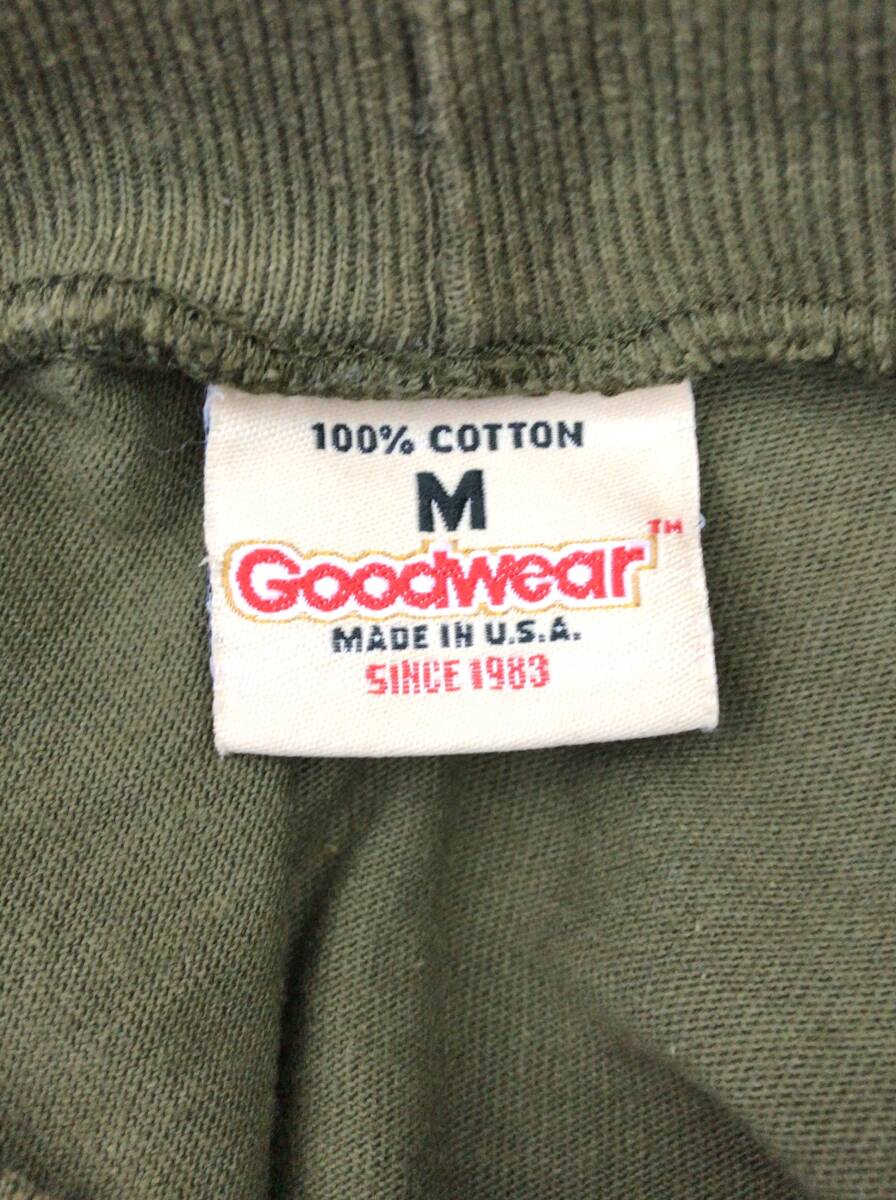 100% COTTON
M
Goodwear™
MADE IN U.S.A.
SINCE 1983